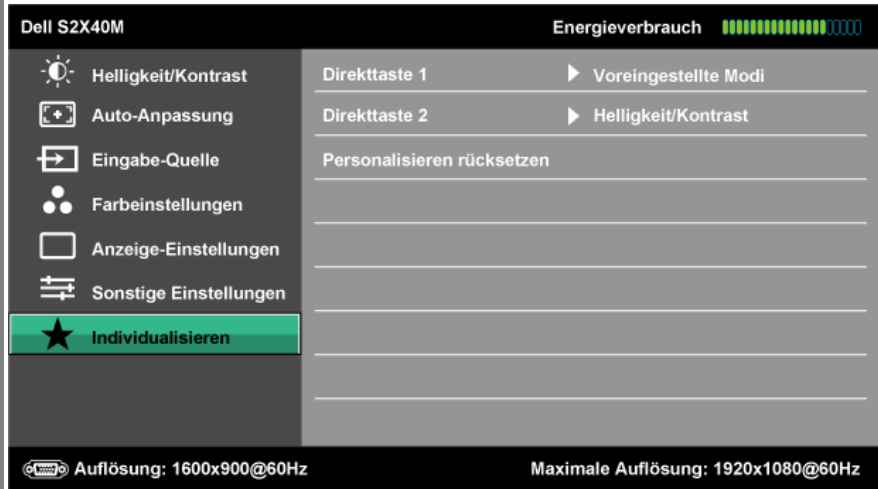 Dell S2X40M Energieverbrauch
Helligkeit/Kontrast Direkttaste 1 Voreingestellte Modi
Auto-Anpassung Direkttaste 2 Helligkeit/Kontrast
Eingabe-Quelle Personalisieren rücksetzen
Farbeinstellungen
Anzeige-Einstellungen
Sonstige Einstellungen
Individualisieren
Auflösung: 1600x900@60Hz Maximale Auflösung: 1920x1080@60Hz